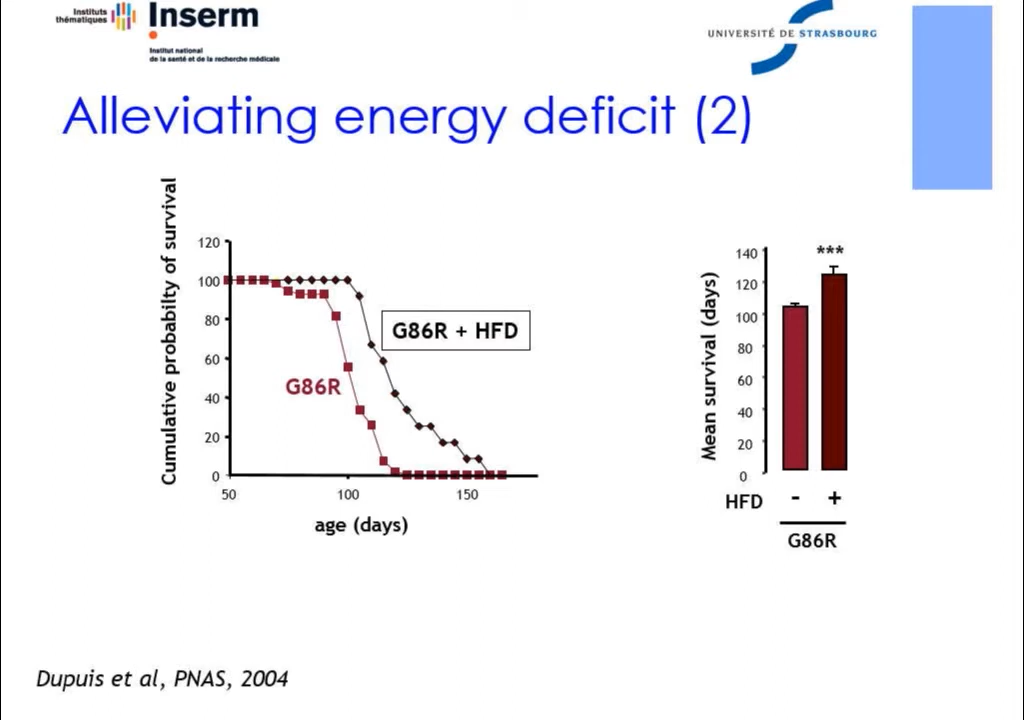 Instituts
thématiques
Inserm
Institut national
de la santé et de la recherche médicale
UNIVERSITÉ DE STRASBOURG
Alleviating energy deficit (2)
Cumulative probabilty of survival
120
100
80
60
40
20
0
50
100
150
age (days)
G86R + HFD
G86R
Mean survival (days)
140
120
100
80
60
40
20
0
***
HFD - +
G86R
Dupuis et al, PNAS, 2004